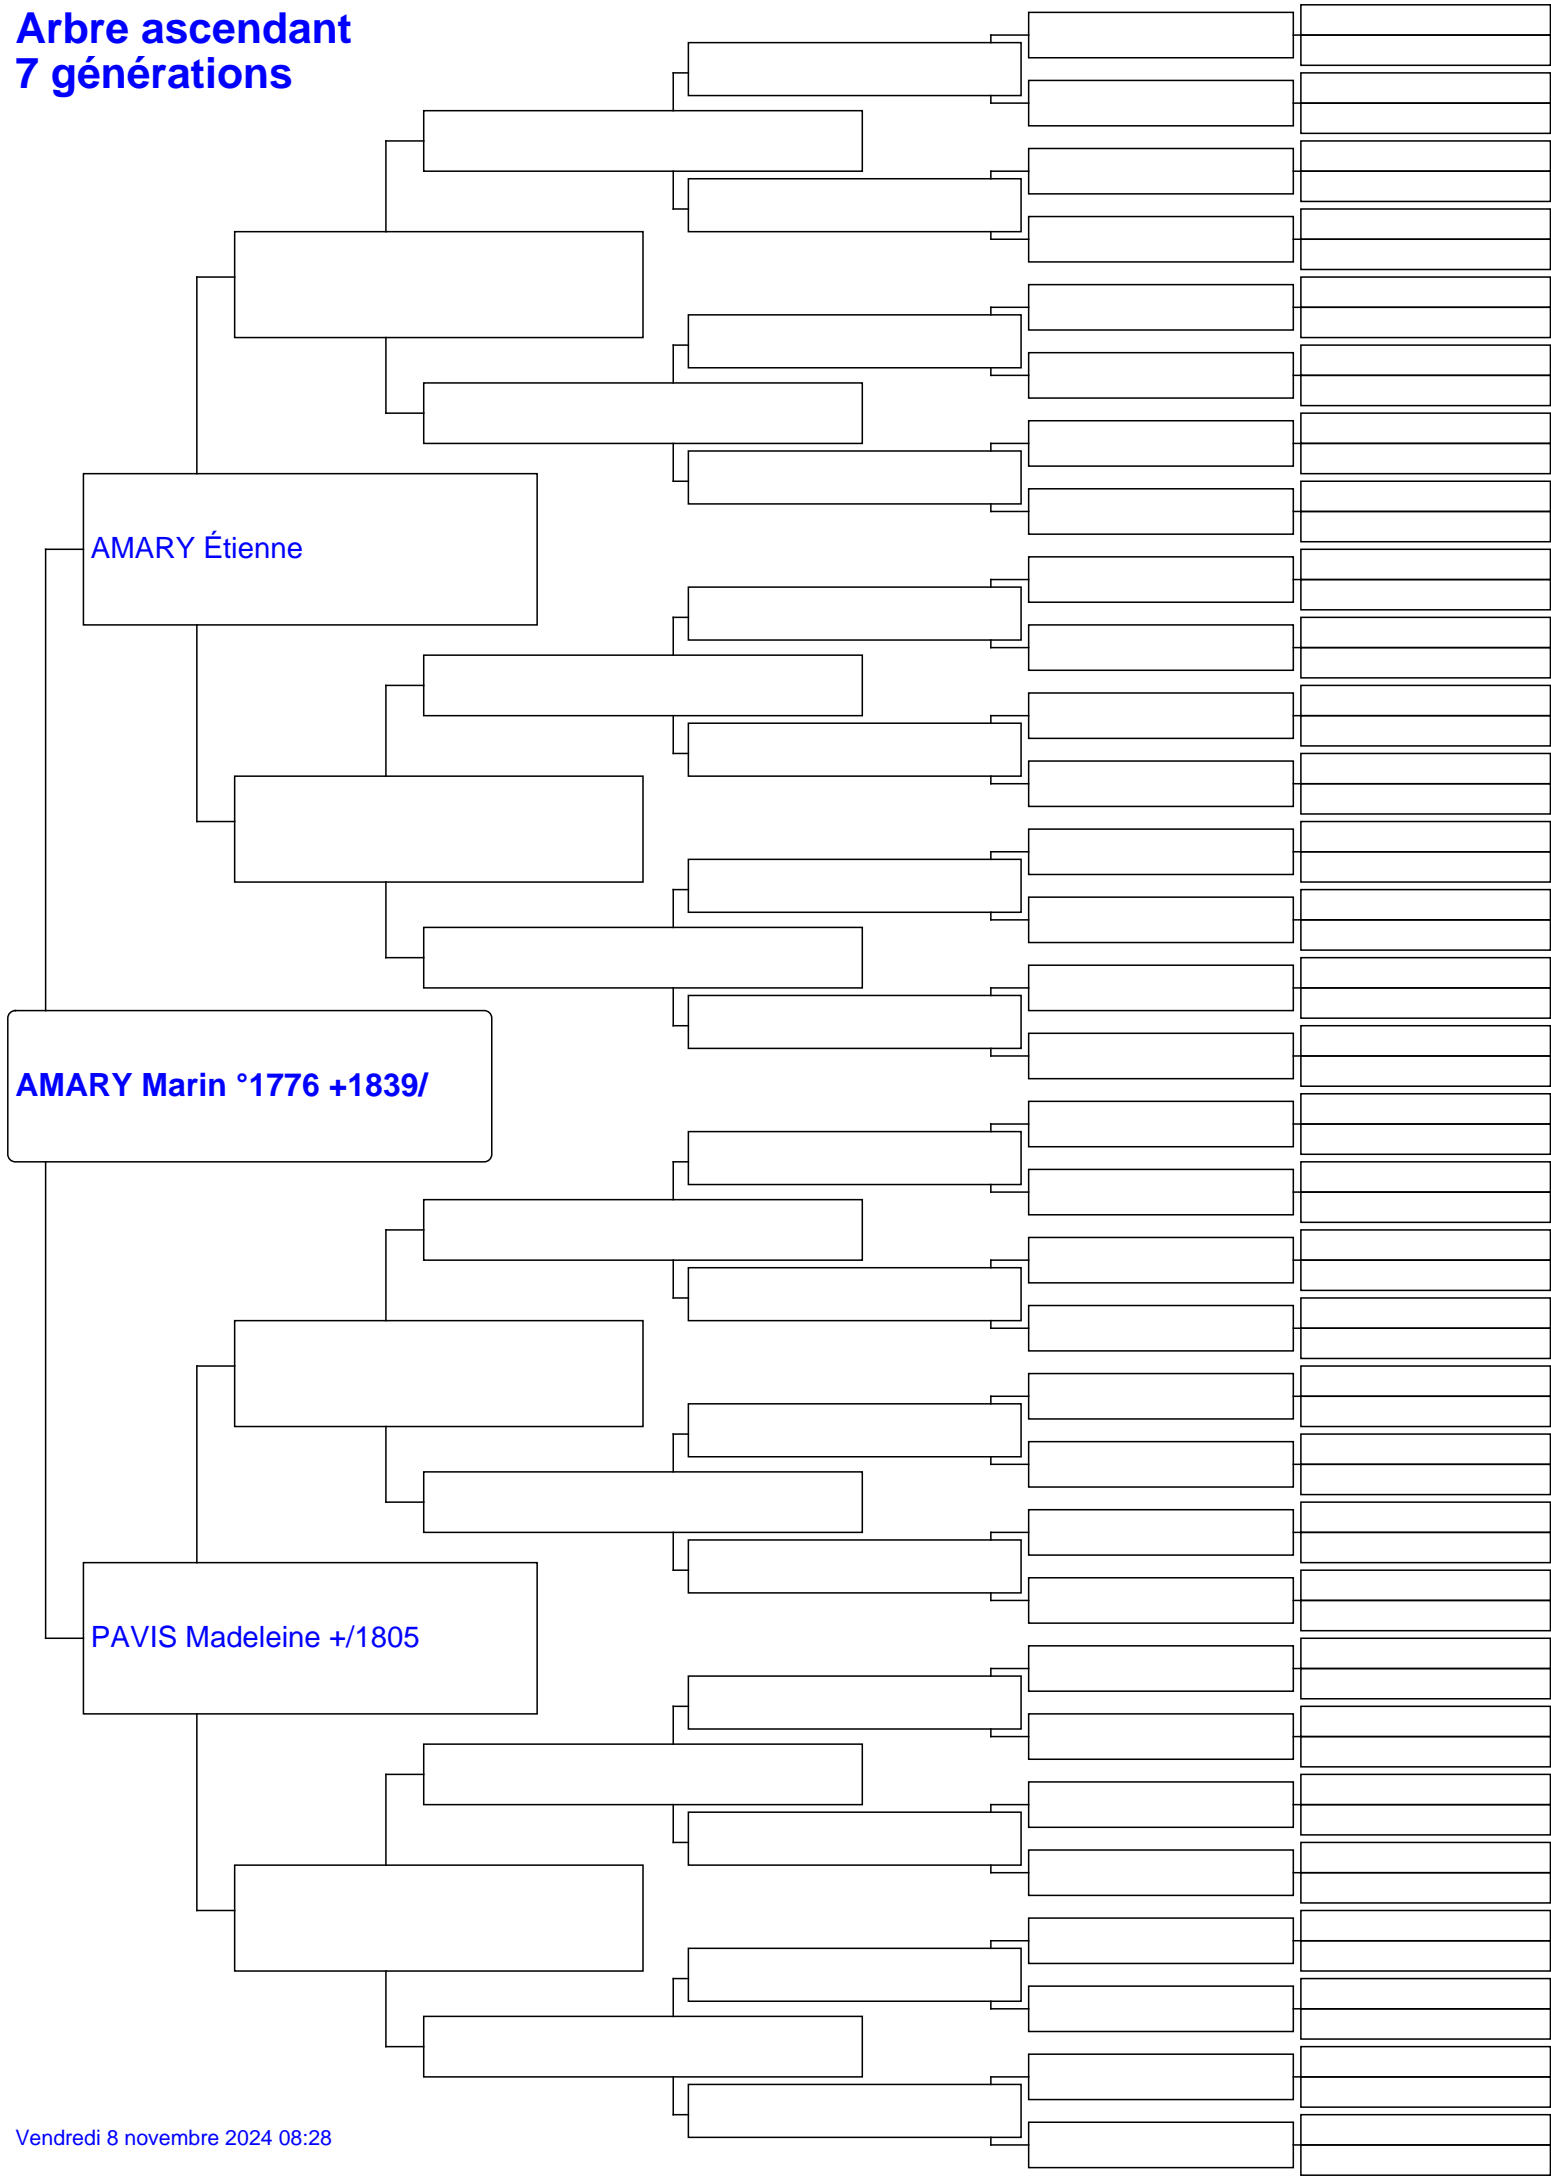 Arbre ascendant
7 générations
AMARY Étienne
AMARY Marin °1776 +1839/
PAVIS Madeleine +/1805
Vendredi 8 novembre 2024 08:28